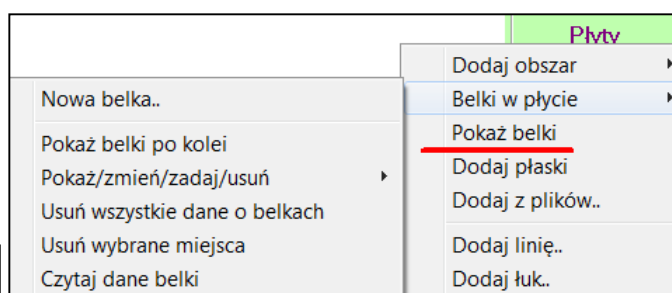 Płyty
Dodaj obszar
Belki w płycie
Pokaż belki
Dodaj płaski
Dodaj z plików..
Dodaj linię..
Dodaj łuk..
Nowa belka..
Pokaż belki po kolei
Pokaż/zmień/zadaj/usuń
Usuń wszystkie dane o belkach
Usuń wybrane miejsca
Czytaj dane belki